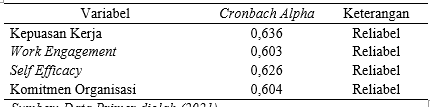 Variabel Cronbach Alpha Keterangan
Kepuasan Kerja 0,636 Reliabel
Work Engagement 0,603 Reliabel
Self Efficacy 0,626 Reliabel
Komitmen Organisasi 0,604 Reliabel
Sumber: Data Primer diolah (2021)